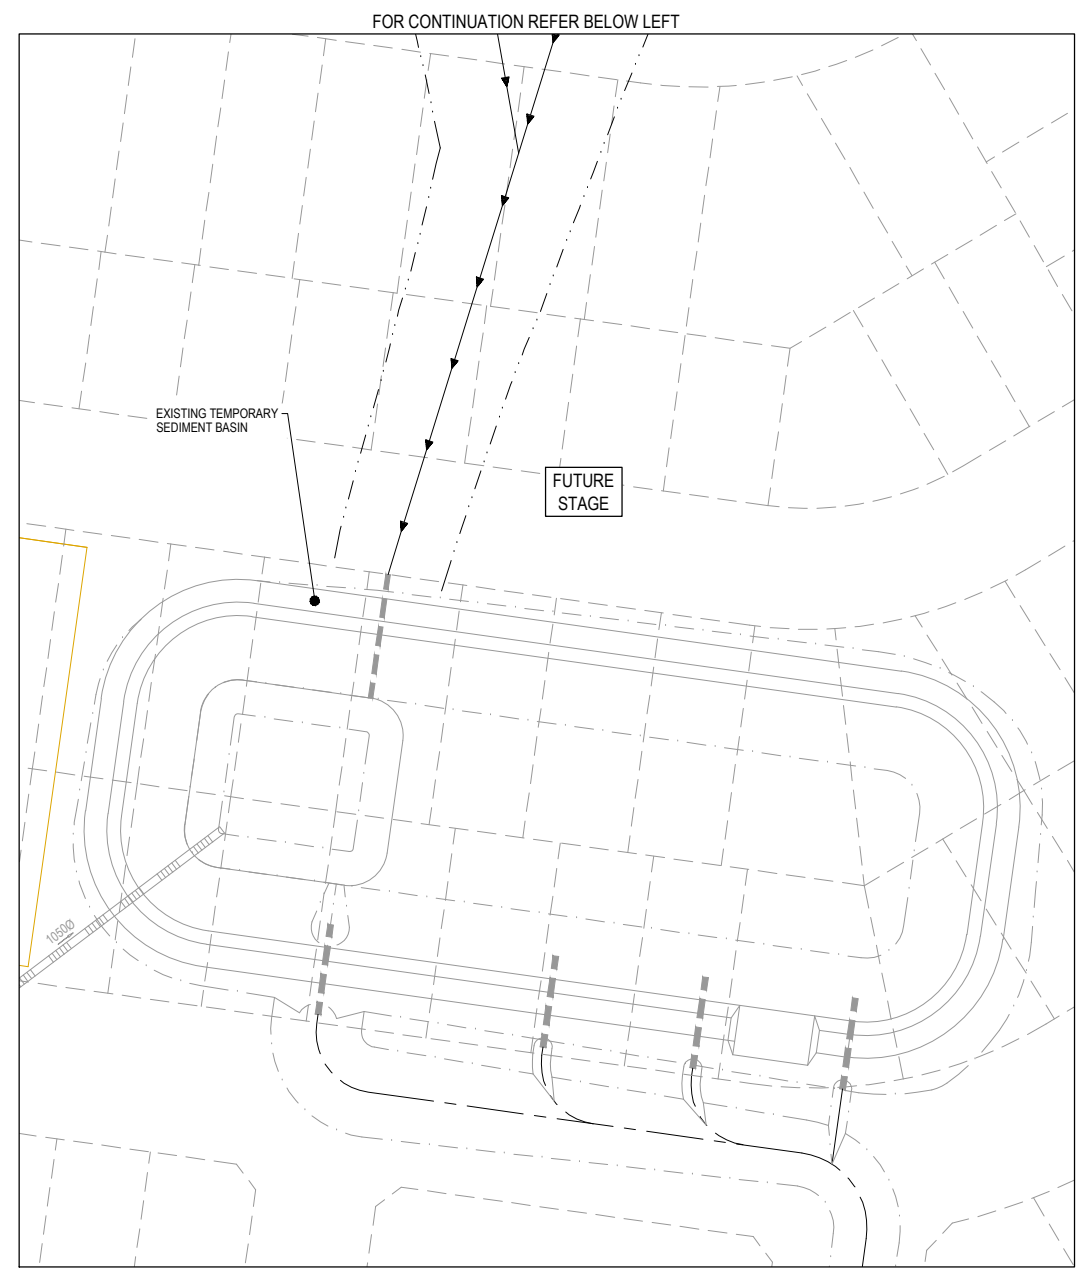 FOR CONTINUATION REFER BELOW LEFT
EXISTING TEMPORARY
SEDIMENT BASIN
FUTURE
STAGE
1050Ø